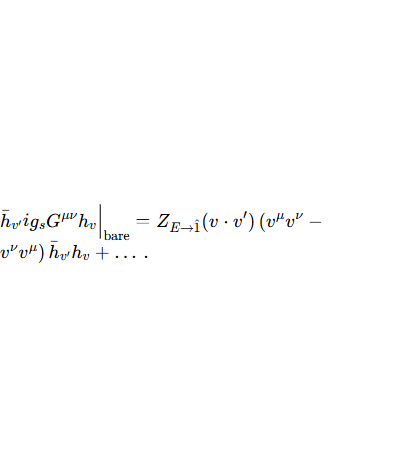 h̄_{v'} i g_s G^{μν} h_v |_{bare} = Z_{E→1̂}(v · v') (v^μ v^ν −
v^ν v^μ) h̄_{v'} h_v + … .